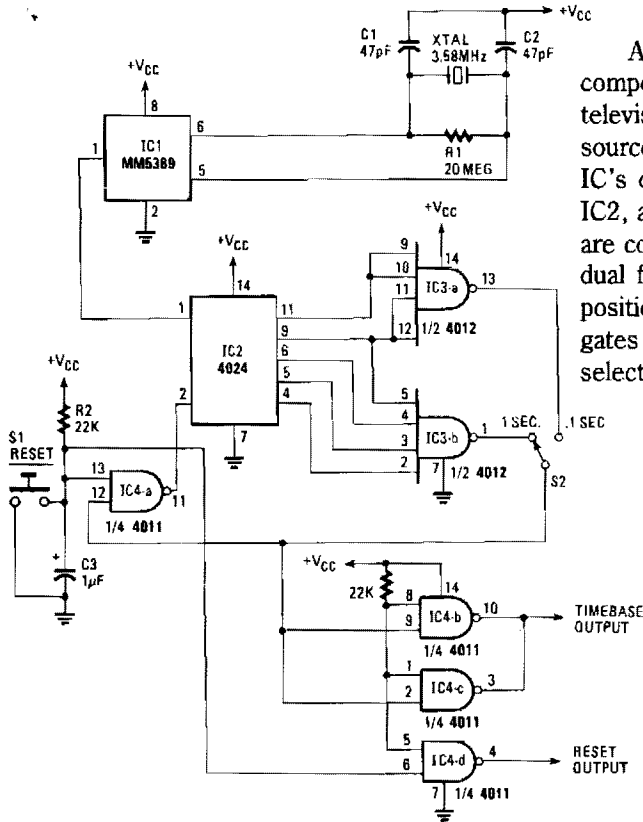 +VCC
C1
47pF
XTAL
3.58MHz
C2
47pF
+VCC
8
1
IC1
MM5389
6
5
2
R1
20 MEG
A
compo
televis
source
IC's
IC2, a
are co
dual f
positio
gates
select
+VCC
14
1
IC2
4024
11
9
6
5
4
2
7
+VCC
9
14
10
11
12
IC3-a
13
1/2 4012
5
4
3
2
IC3-b
1
7
1/2 4012
1 SEC.
.1 SEC
S2
+VCC
R2
22K
S1
RESET
13
12
IC4-a
11
1/4 4011
+
C3
1µF
+VCC
22K
14
8
9
IC4-b
10
1/4 4011
TIMEBASE
OUTPUT
1
2
IC4-c
3
1/4 4011
5
6
IC4-d
4
7
1/4 4011
RESET
OUTPUT